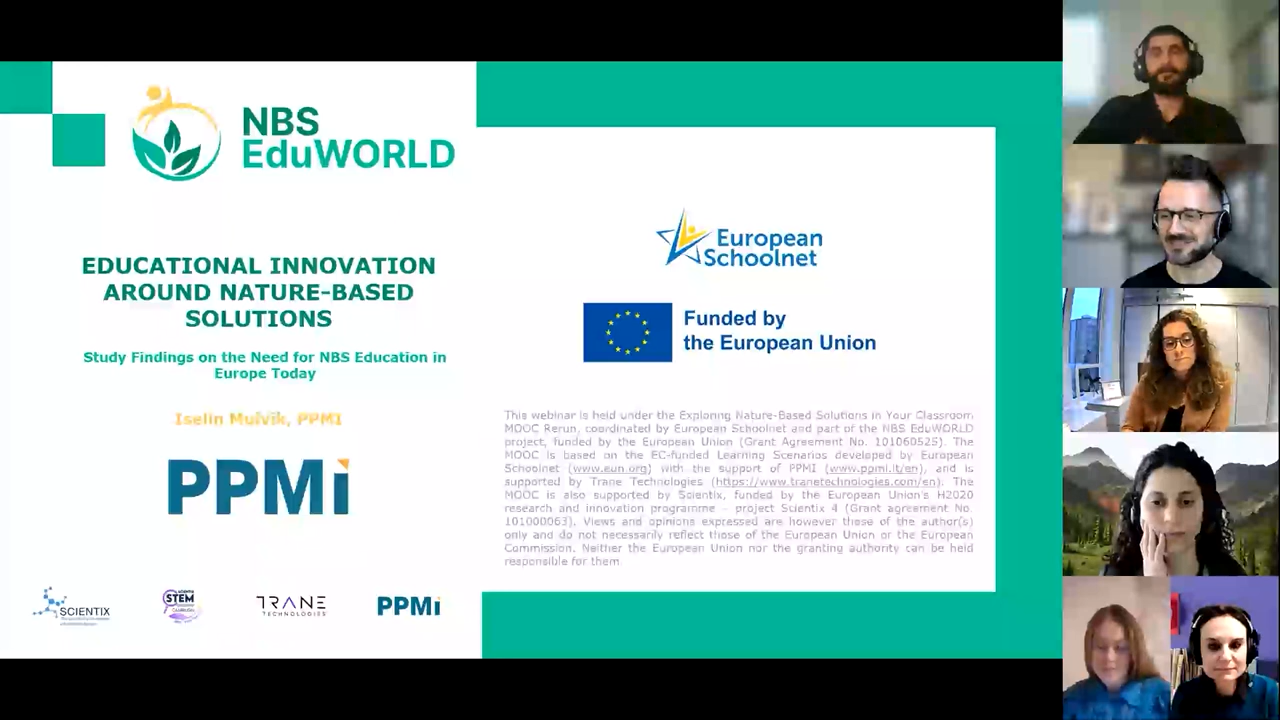 NBS
EduWORLD
EDUCATIONAL INNOVATION
AROUND NATURE-BASED
SOLUTIONS
Study Findings on the Need for NBS Education in
Europe Today
Iselin Mulvik, PPMI
PPMi
SCIENTIX
STEM
TRANE
TECHNOLOGIES
PPMi
European
Schoolnet
Funded by
the European Union
This webinar is held under the Exploring Nature-Based Solutions in Your Classroom
MOOC Rerun, coordinated by European Schoolnet and part of the NBS EduWORLD
project, funded by the European Union (Grant Agreement No. 101060525). The
MOOC is based on the EC-funded Learning Scenarios developed by European
Schoolnet (www.eun.org) with the support of PPMI (www.ppmi.lt/en), and is
supported by Trane Technologies (https://www.tranetechnologies.com/en). The
MOOC is also supported by Scientix, funded by the European Union's H2020
research and innovation programme – project Scientix 4 (Grant agreement No.
101000063). Views and opinions expressed are however those of the author(s)
only and do not necessarily reflect those of the European Union or the European
Commission. Neither the European Union nor the granting authority can be held
responsible for them